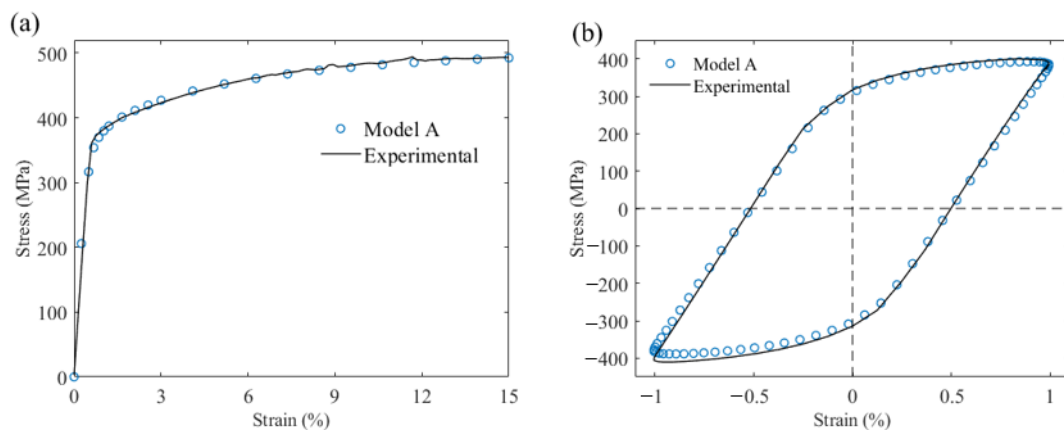 (a)
500
400
300
200
100
0
Stress (MPa)
Model A
Experimental
0 3 6 9 12 15
Strain (%)
(b)
400
300
200
100
0
−100
−200
−300
−400
Stress (MPa)
Model A
Experimental
−1 −0.5 0 0.5 1
Strain (%)